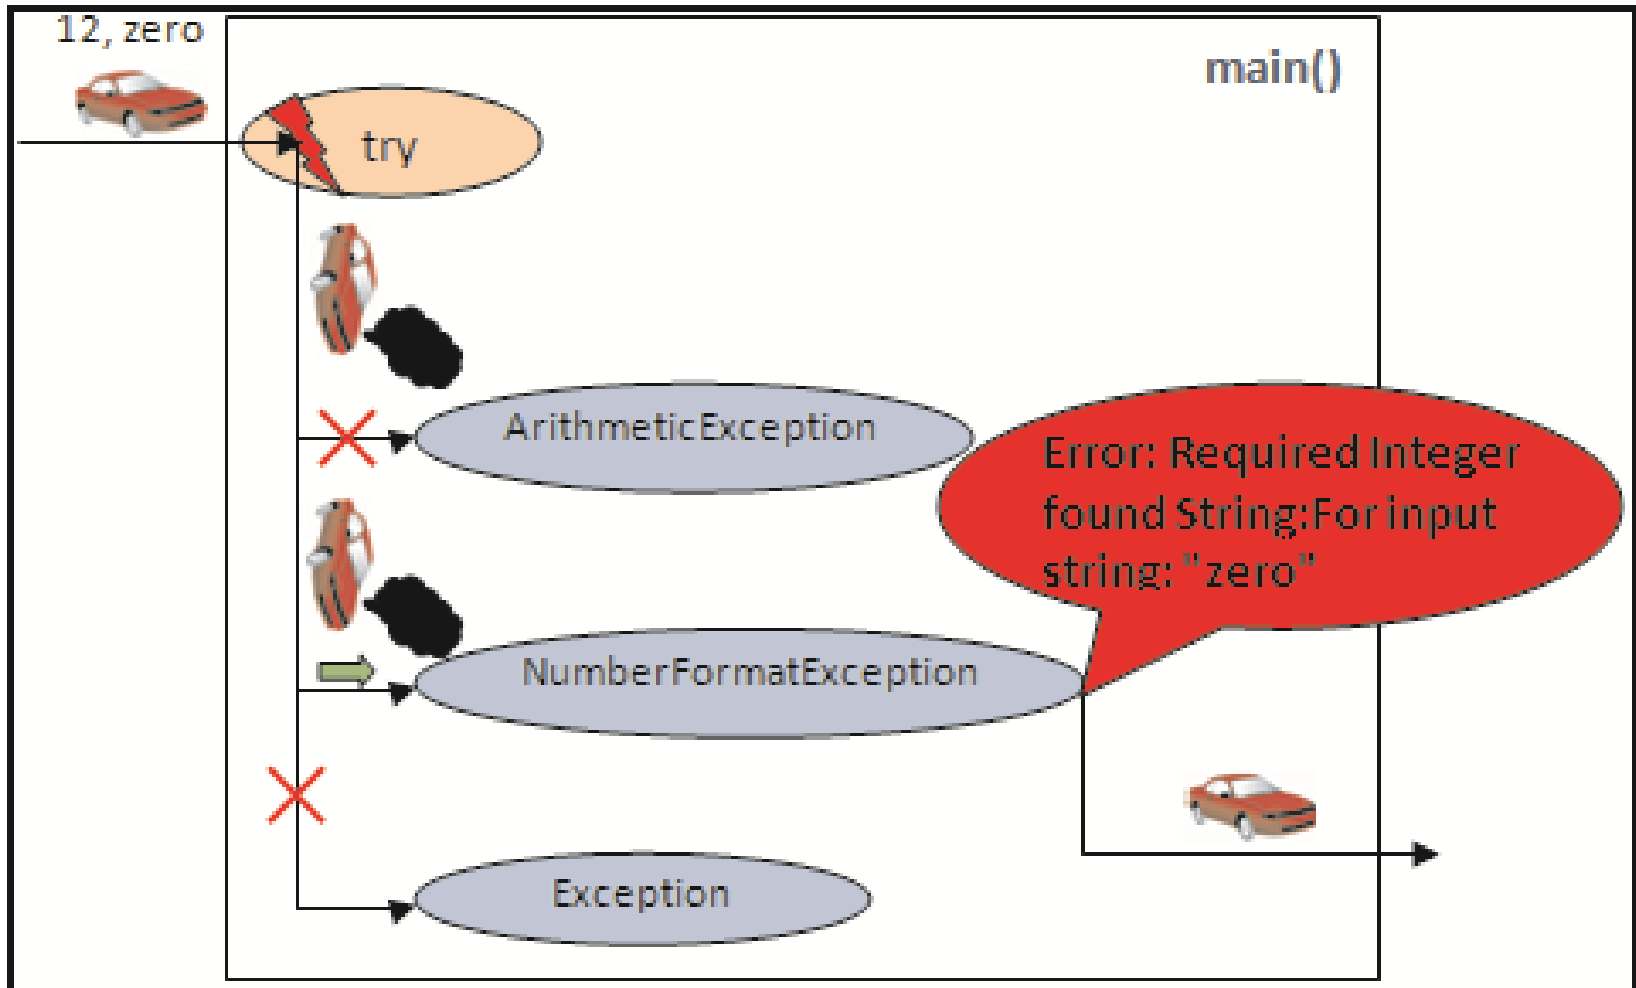 12, zero
main()
try
ArithmeticException
Error: Required Integer
found String:For input
string: "zero"
NumberFormatException
Exception